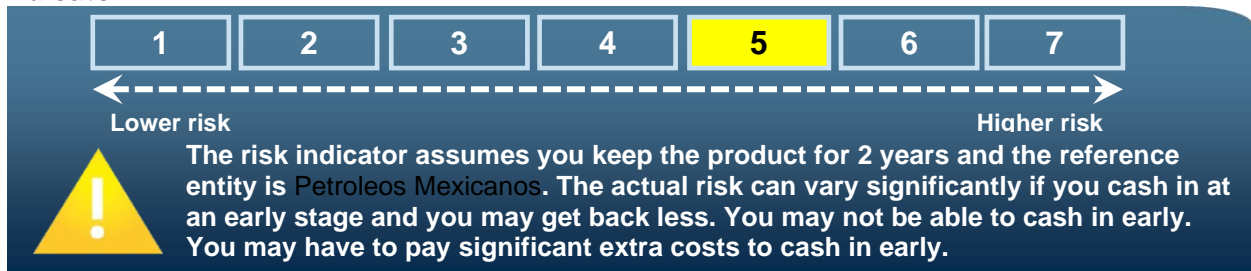 1 2 3 4 5 6 7
Lower risk Higher risk
The risk indicator assumes you keep the product for 2 years and the reference
entity is Petroleos Mexicanos. The actual risk can vary significantly if you cash in at
an early stage and you may get back less. You may not be able to cash in early.
You may have to pay significant extra costs to cash in early.